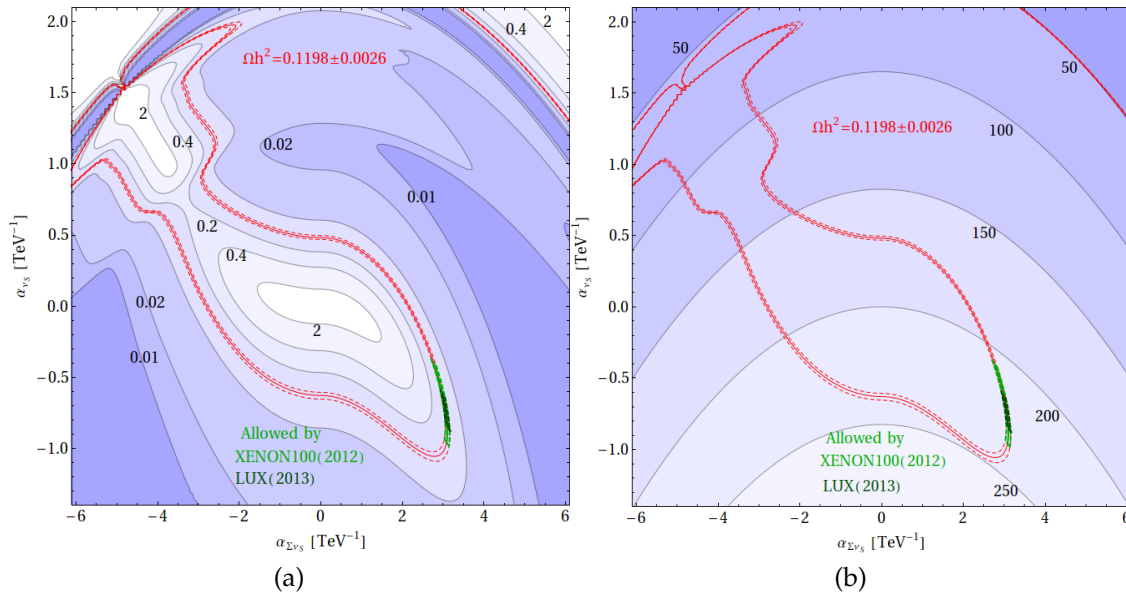 2.0
1.5
1.0
0.5
0.0
−0.5
−1.0
α_{ν_S} [TeV⁻¹]
2
0.4
Ωh²=0.1198±0.0026
2
0.4
0.02
0.01
0.2
0.4
2
0.02
0.01
Allowed by
XENON100(2012)
LUX(2013)
−6 −4 −2 0 2 4 6
α_{Σν_S} [TeV⁻¹]
(a)
2.0
1.5
1.0
0.5
0.0
−0.5
−1.0
α_{ν_S} [TeV⁻¹]
50
50
Ωh²=0.1198±0.0026
100
150
200
250
Allowed by
XENON100(2012)
LUX(2013)
−6 −4 −2 0 2 4 6
α_{Σν_S} [TeV⁻¹]
(b)